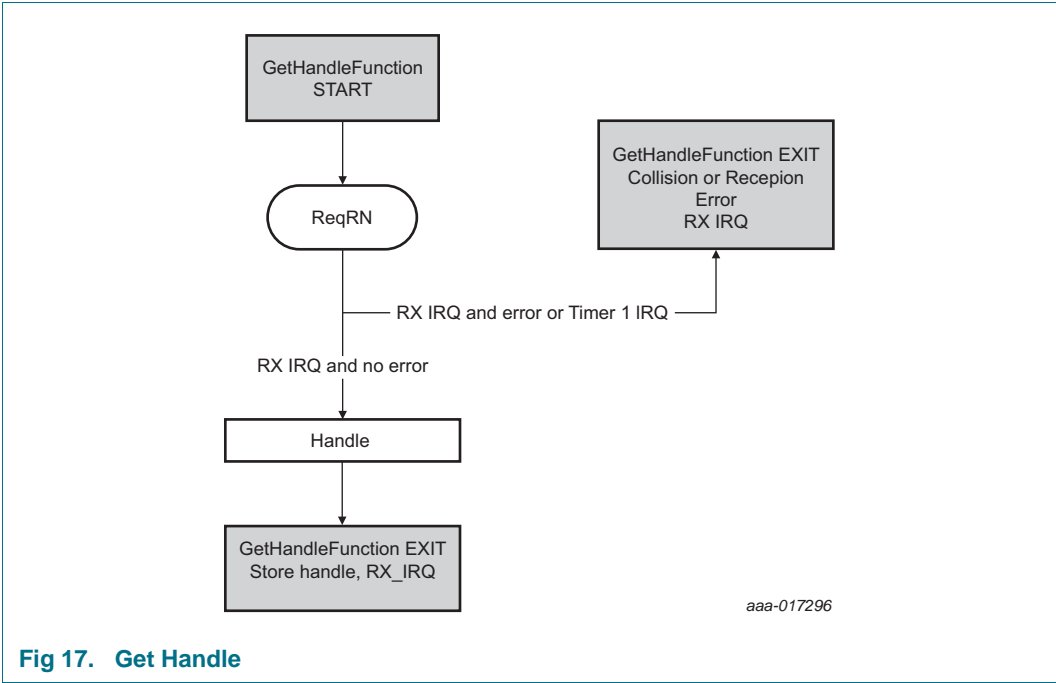 GetHandleFunction
START
GetHandleFunction EXIT
Collision or Recepion
Error
RX IRQ
ReqRN
RX IRQ and error or Timer 1 IRQ
RX IRQ and no error
Handle
GetHandleFunction EXIT
Store handle, RX_IRQ
aaa-017296
Fig 17. Get Handle